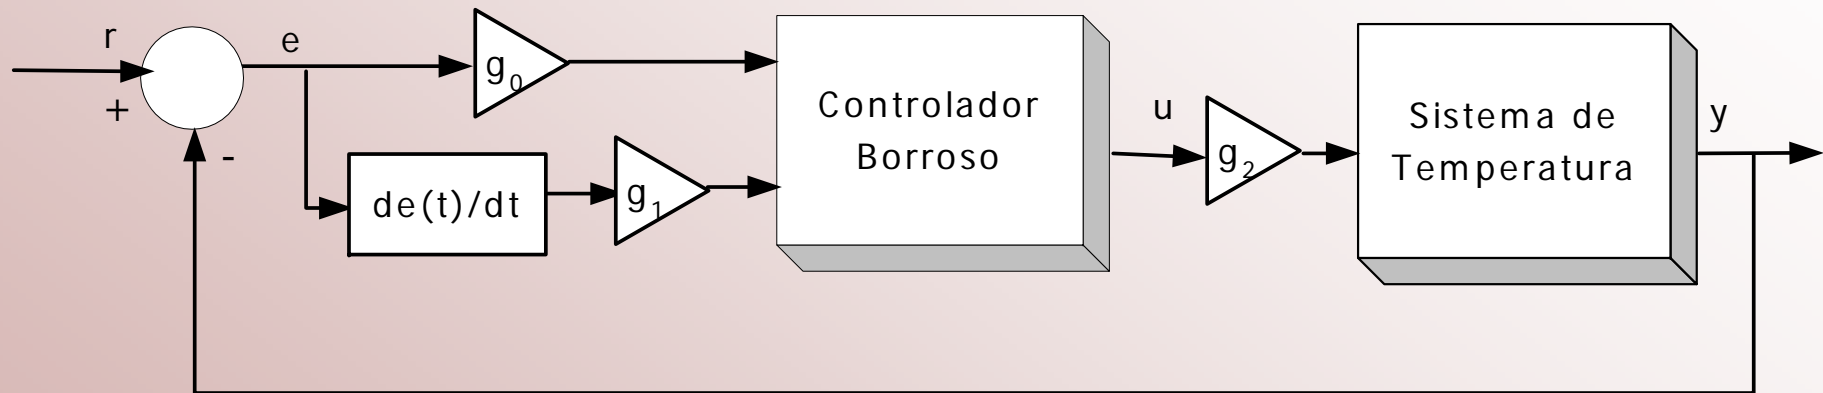 r
+
-
e
g0
de(t)/dt
g1
Controlador
Borroso
u
g2
Sistema de
Temperatura
y